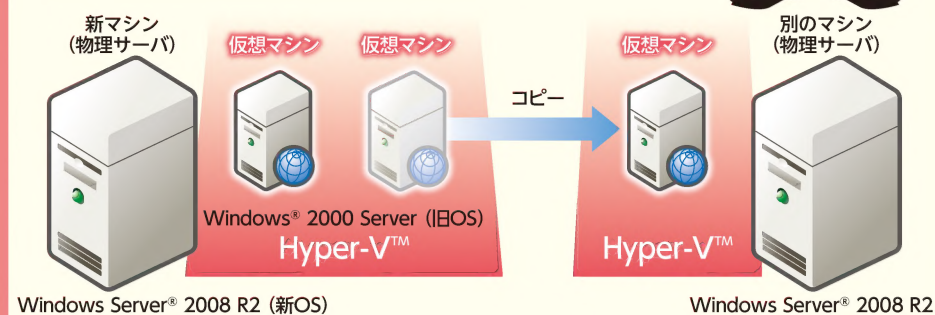 新マシン
（物理サーバ）
仮想マシン
仮想マシン
コピー
仮想マシン
別のマシン
（物理サーバ）
Windows® 2000 Server（旧OS）
Hyper-V™
Hyper-V™
Windows Server® 2008 R2（新OS）
Windows Server® 2008 R2